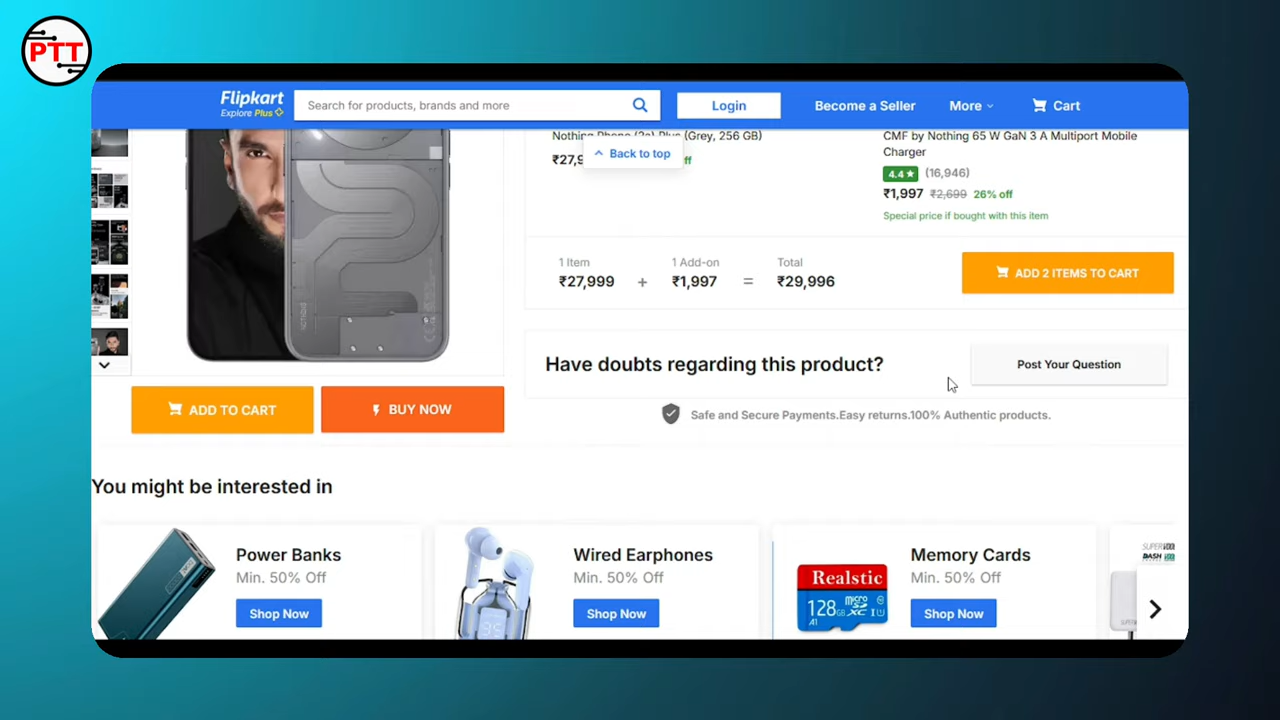 PTT
Flipkart
Explore Plus
Search for products, brands and more
Login
Become a Seller
More
Cart
Back to top
Nothing Phone (2a) Plus (Grey, 256 GB)
CMF by Nothing 65 W GaN 3 A Multiport Mobile
Charger
4.4 ★ (16,946)
₹1,997 ₹2,699 26% off
Special price if bought with this item
1 Item
₹27,999
+
1 Add-on
₹1,997
=
Total
₹29,996
ADD 2 ITEMS TO CART
Have doubts regarding this product?
Post Your Question
ADD TO CART
BUY NOW
Safe and Secure Payments.Easy returns.100% Authentic products.
You might be interested in
Power Banks
Min. 50% Off
Shop Now
Wired Earphones
Min. 50% Off
Shop Now
Realstic
128 GB micro SD XC I U1
A1
Memory Cards
Min. 50% Off
Shop Now
SUPERVOOC
DASH